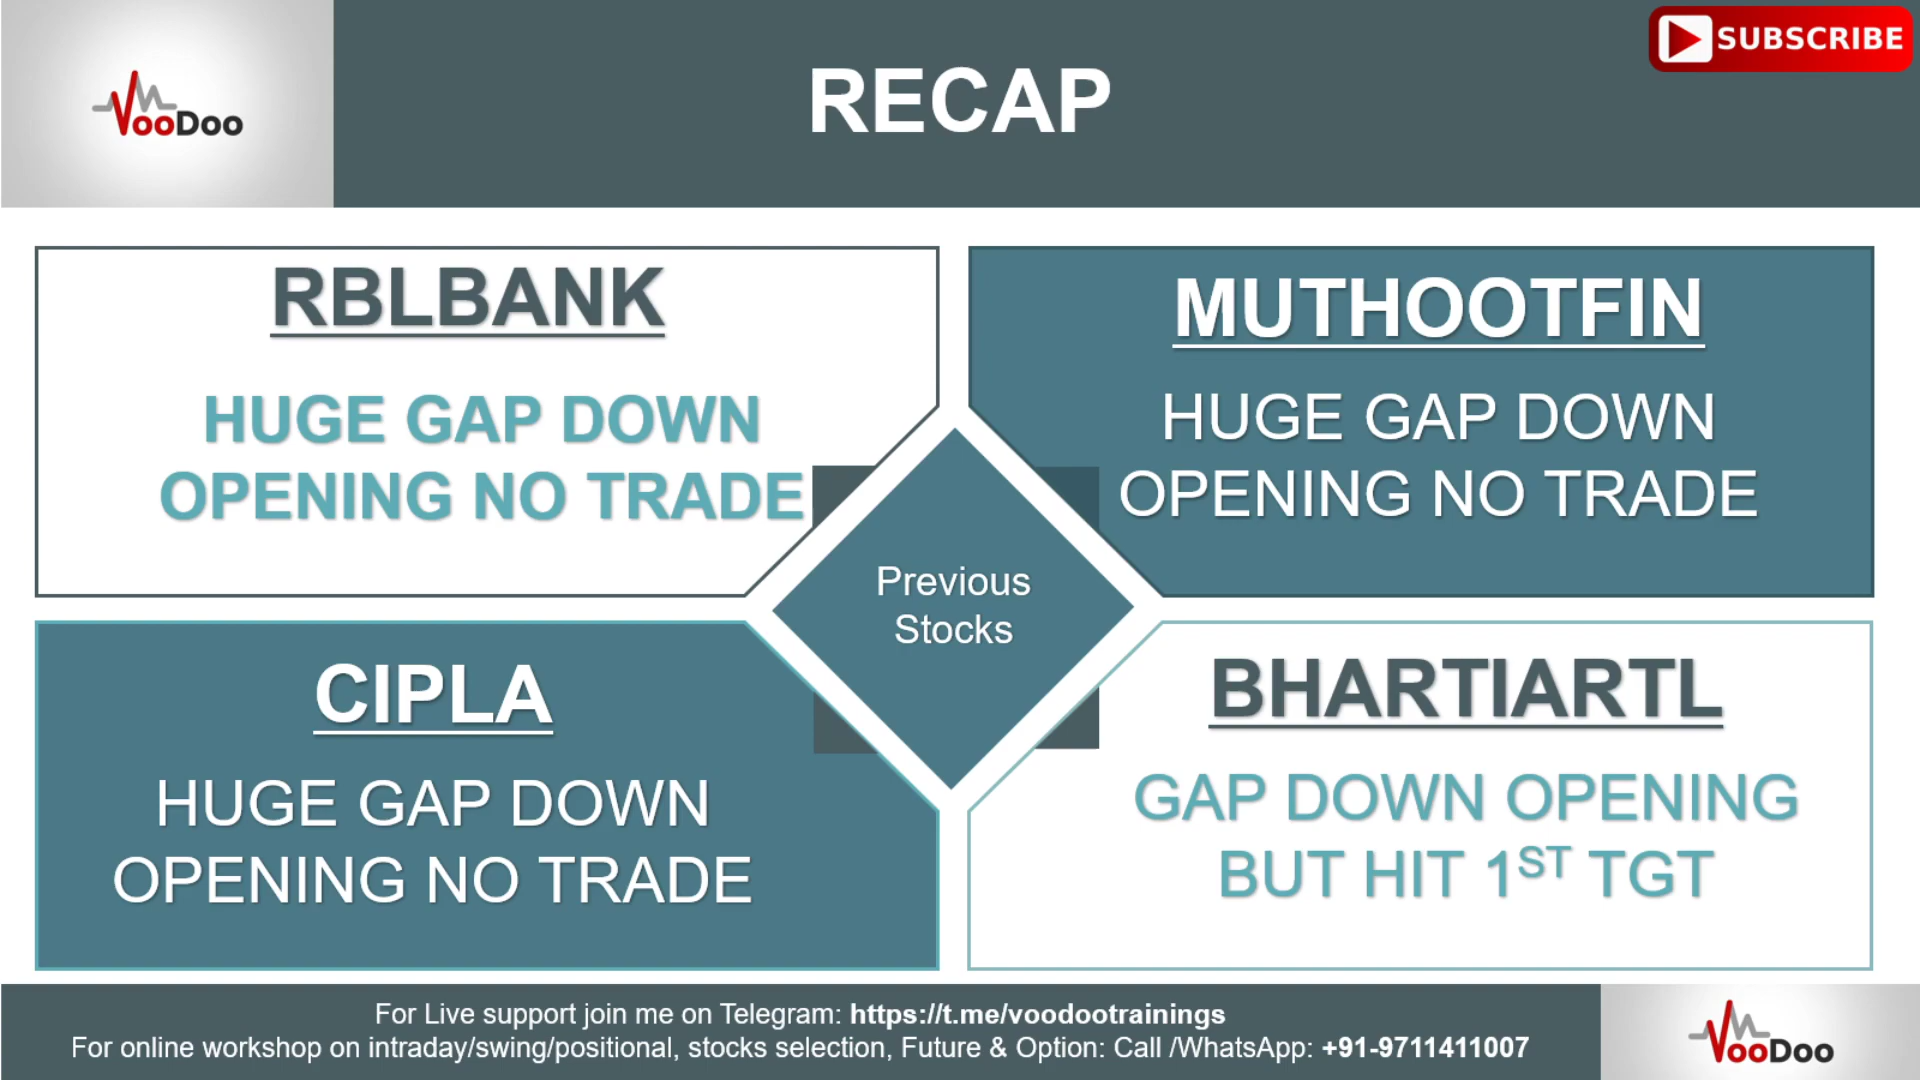 VooDoo
RECAP
SUBSCRIBE
RBLBANK
HUGE GAP DOWN
OPENING NO TRADE
MUTHOOTFIN
HUGE GAP DOWN
OPENING NO TRADE
Previous
Stocks
CIPLA
HUGE GAP DOWN
OPENING NO TRADE
BHARTIARTL
GAP DOWN OPENING
BUT HIT 1ST TGT
For Live support join me on Telegram: https://t.me/voodootrainings
For online workshop on intraday/swing/positional, stocks selection, Future & Option: Call /WhatsApp: +91-9711411007
VooDoo